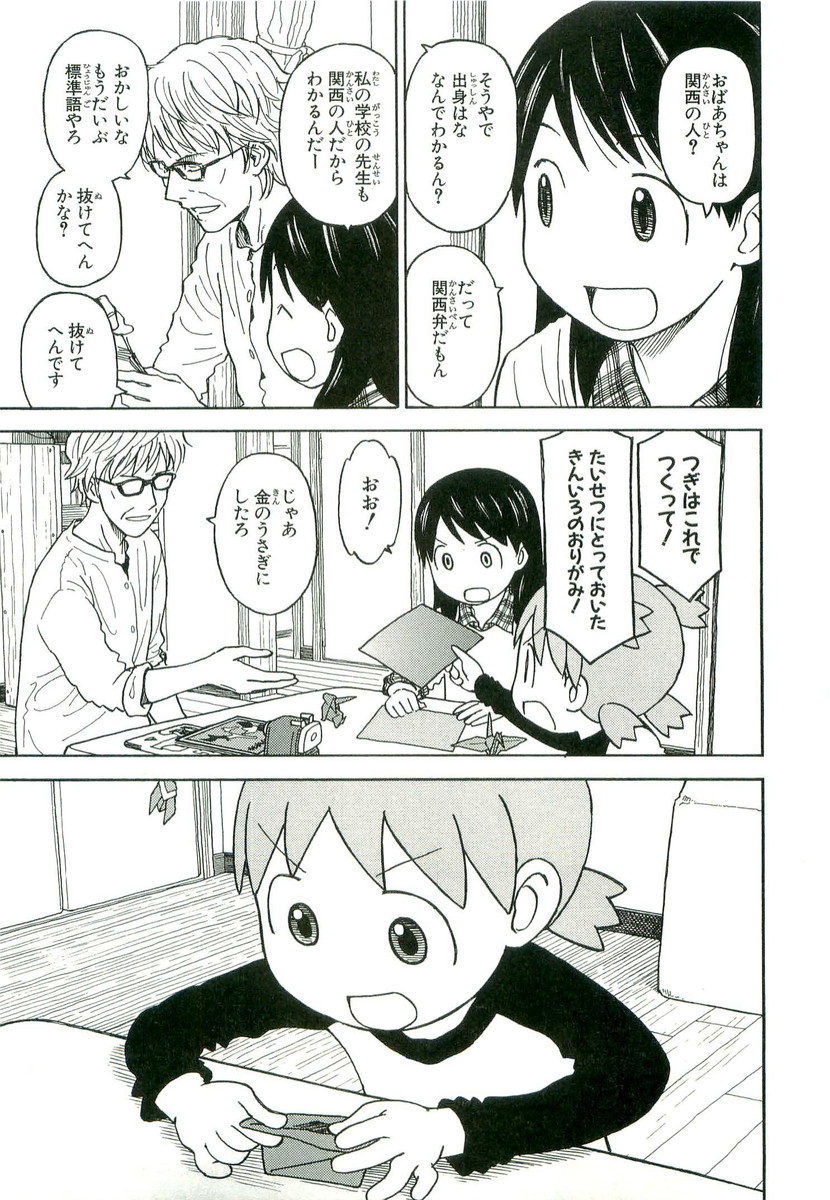 おばあちゃんは
関西の人？
そうやで
出身はな
なんでわかるん？
だって
関西弁だもん
私の学校の先生も
関西の人だから
わかるんだー
おかしいな
もうだいぶ
標準語やろ
抜けてへん
かな？
抜けて
へんです
つぎはこれで
つくって！
たいせつにとっておいた
きんいろのおりがみ！
おお！
じゃあ
金のうさぎに
したろ